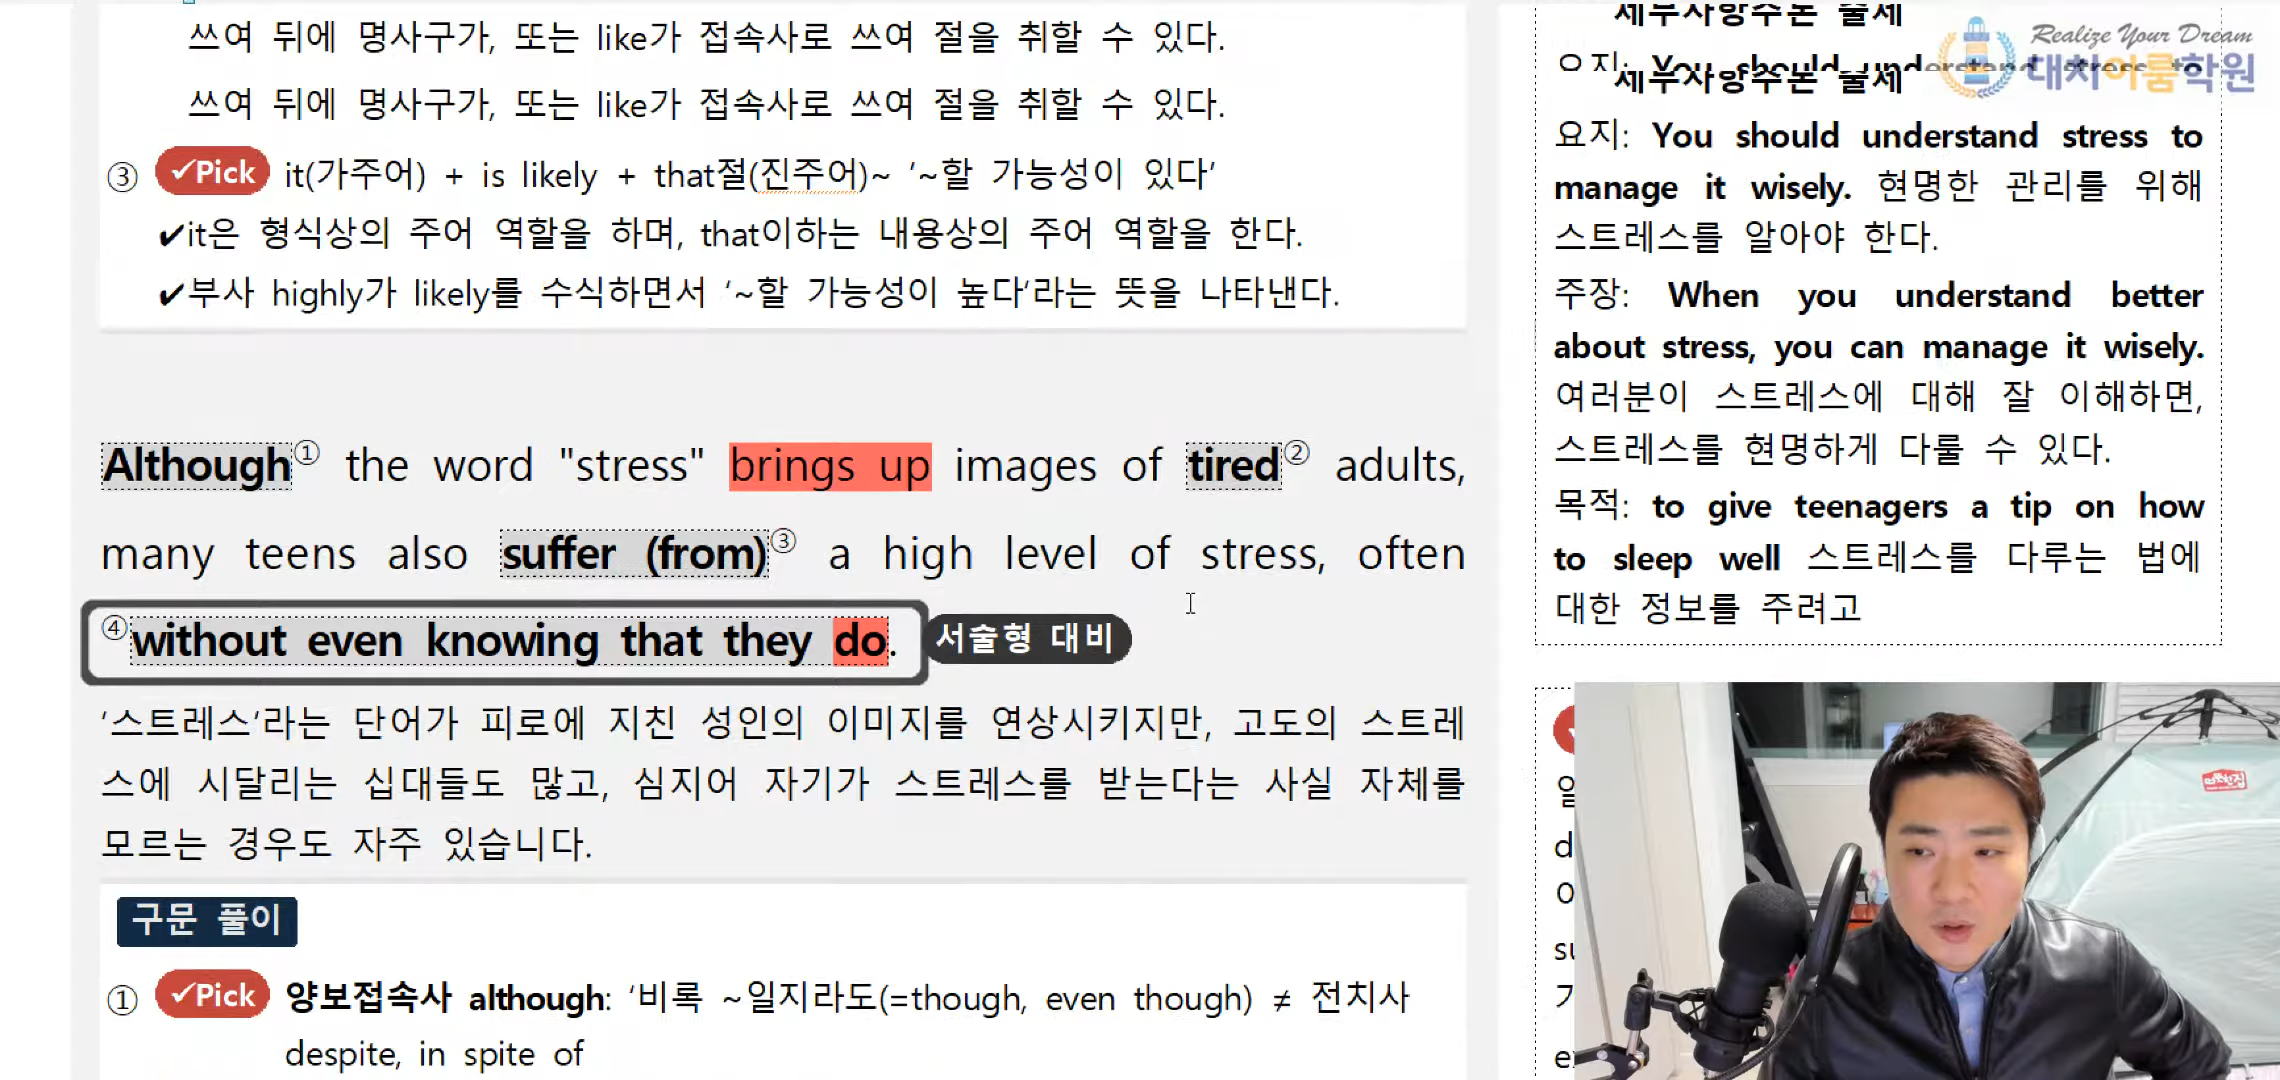 쓰여 뒤에 명사구가, 또는 like가 접속사로 쓰여 절을 취할 수 있다.
쓰여 뒤에 명사구가, 또는 like가 접속사로 쓰여 절을 취할 수 있다.
③ ✓Pick it(가주어) + is likely + that절(진주어)~ '~할 가능성이 있다'
✔it은 형식상의 주어 역할을 하며, that이하는 내용상의 주어 역할을 한다.
✔부사 highly가 likely를 수식하면서 '~할 가능성이 높다'라는 뜻을 나타낸다.
Although① the word "stress" brings up images of tired② adults,
many teens also suffer (from)③ a high level of stress, often
④without even knowing that they do. 서술형 대비
'스트레스'라는 단어가 피로에 지친 성인의 이미지를 연상시키지만, 고도의 스트레
스에 시달리는 십대들도 많고, 심지어 자기가 스트레스를 받는다는 사실 자체를
모르는 경우도 자주 있습니다.
구문 풀이
① ✓Pick 양보접속사 although: '비록 ~일지라도(=though, even though) ≠ 전치사
despite, in spite of
Realize Your Dream
대치이룸학원
요지: You should understand stress to
manage it wisely. 현명한 관리를 위해
스트레스를 알아야 한다.
주장: When you understand better
about stress, you can manage it wisely.
여러분이 스트레스에 대해 잘 이해하면,
스트레스를 현명하게 다룰 수 있다.
목적: to give teenagers a tip on how
to sleep well 스트레스를 다루는 법에
대한 정보를 주려고